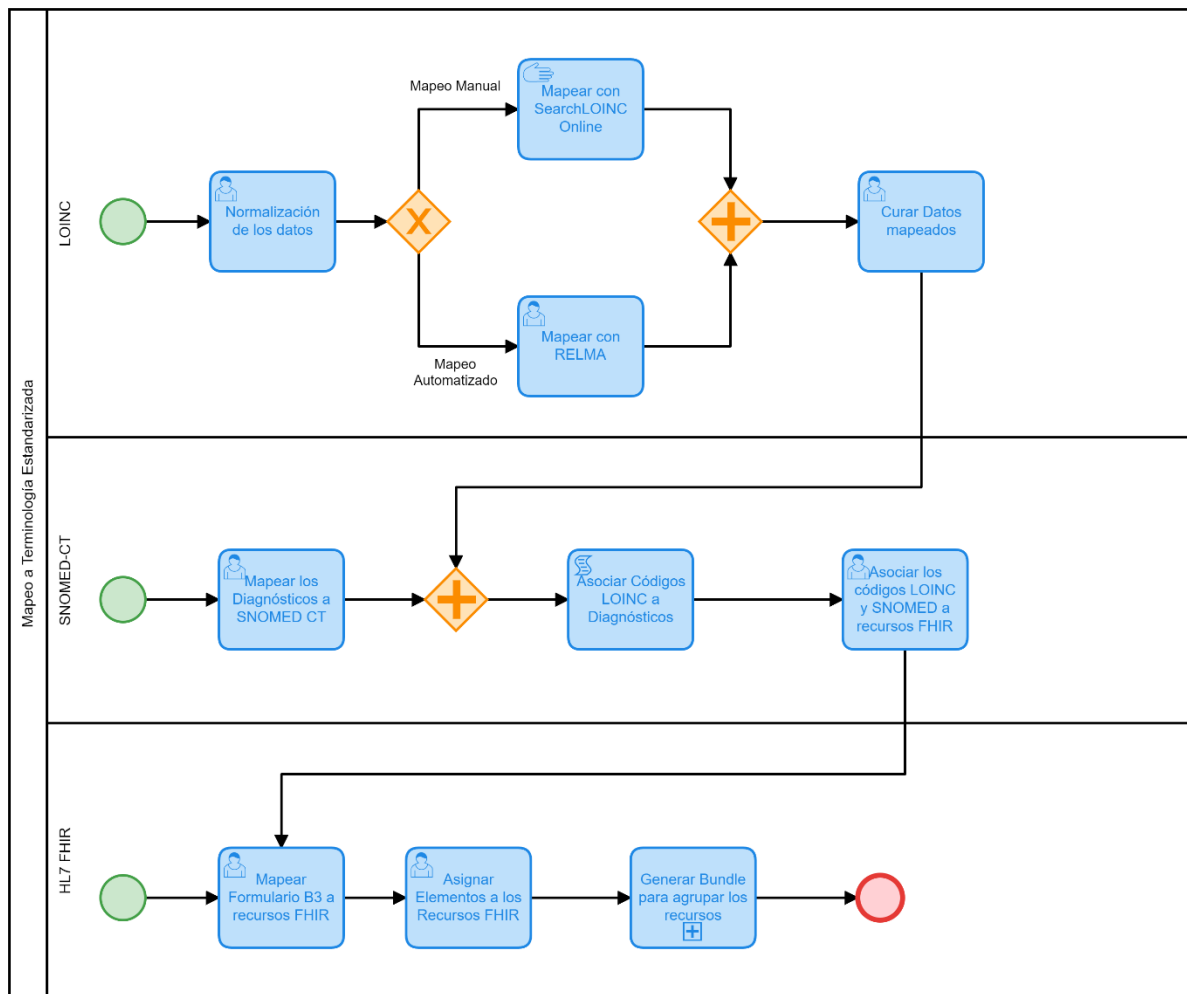 Mapeo a Terminología Estandarizada
LOINC
Normalización
de los datos
X
Mapeo Manual
Mapear con
SearchLOINC
Online
Mapeo
Automatizado
Mapear con
RELMA
Curar Datos
mapeados
SNOMED-CT
Mapear los
Diagnósticos a
SNOMED CT
Asociar Códigos
LOINC a
Diagnósticos
Asociar los
códigos LOINC
y SNOMED a
recursos FHIR
HL7 FHIR
Mapear
Formulario B3 a
recursos FHIR
Asignar
Elementos a los
Recursos FHIR
Generar Bundle
para agrupar los
recursos